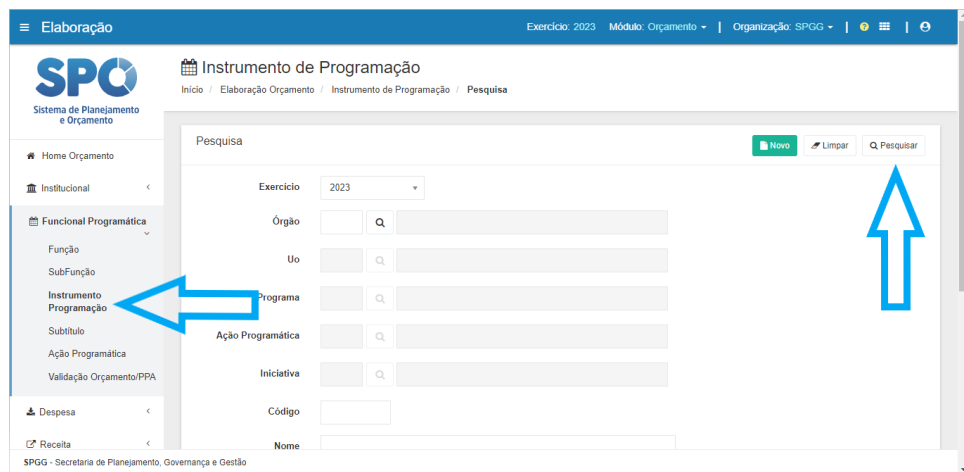 Elaboração
Exercício: 2023 Módulo: Orçamento | Organização: SPGG |
SPO
Sistema de Planejamento
e Orçamento
Home Orçamento
Institucional
Funcional Programática
Função
SubFunção
Instrumento
Programação
Subtítulo
Ação Programática
Validação Orçamento/PPA
Despesa
Receita
Instrumento de Programação
Início / Elaboração Orçamento / Instrumento de Programação / Pesquisa
Pesquisa
Novo Limpar Pesquisar
Exercício 2023
Órgão
Uo
Programa
Ação Programática
Iniciativa
Código
Nome
SPGG - Secretaria de Planejamento, Governança e Gestão